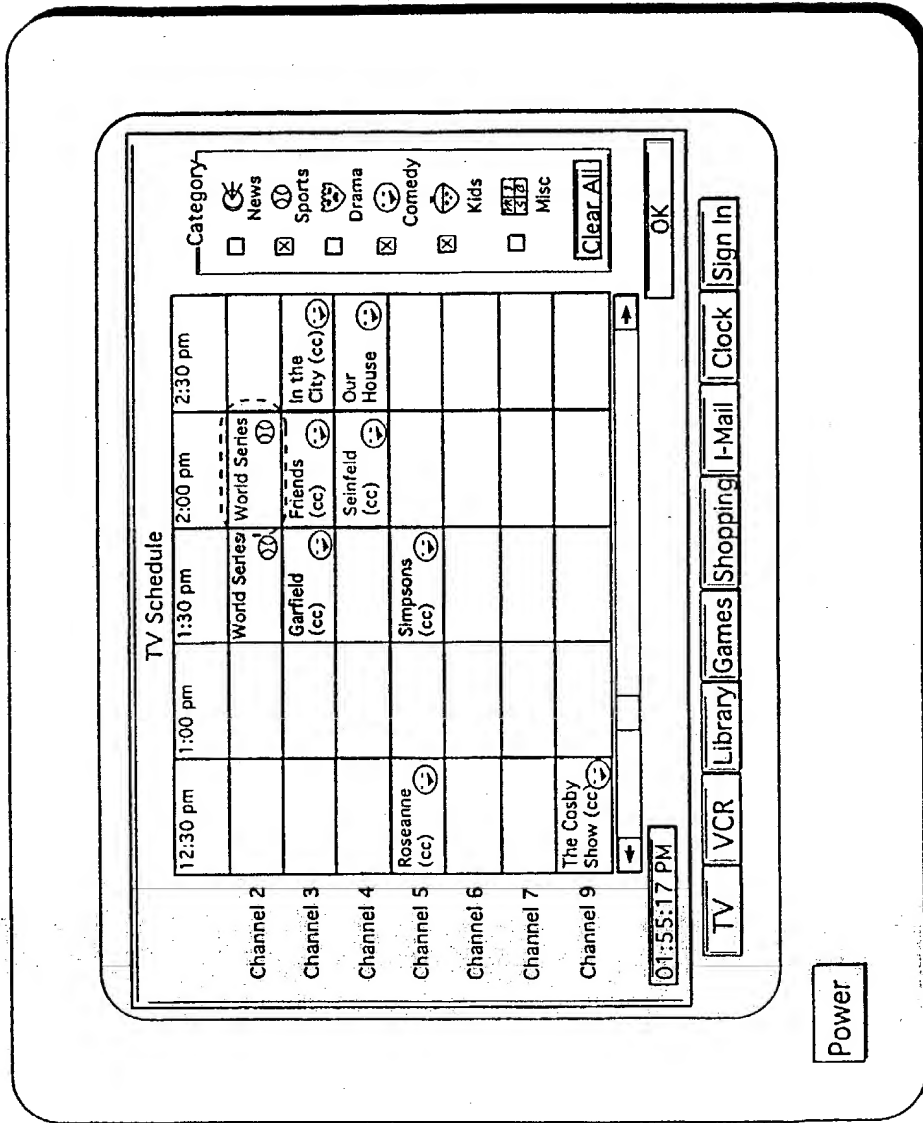 TV Schedule
12:30 pm 1:00 pm 1:30 pm 2:00 pm 2:30 pm
Channel 2 World Series World Series
Channel 3 Garfield (cc) Friends (cc) In the City (cc)
Channel 4 Seinfeld (cc) Our House
Channel 5 Roseanne (cc) Simpsons (cc)
Channel 6
Channel 7
Channel 9 The Cosby Show (cc)
Category
News
Sports
Drama
Comedy
Kids
Misc
Clear All
01:55:17 PM
OK
TV VCR Library Games Shopping I-Mail Clock Sign In
Power